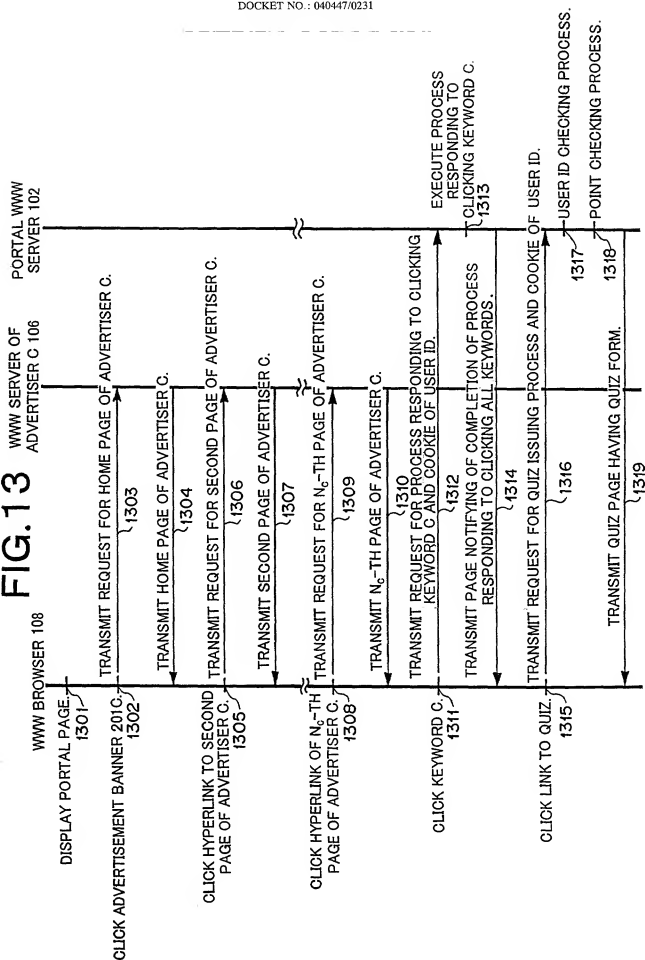 DOCKET NO.: 040447/0231
FIG.13
WWW BROWSER 108
WWW SERVER OF
ADVERTISER C 106
PORTAL WWW
SERVER 102
DISPLAY PORTAL PAGE.
1301
CLICK ADVERTISEMENT BANNER 201C.
1302
TRANSMIT REQUEST FOR HOME PAGE OF ADVERTISER C.
1303
TRANSMIT HOME PAGE OF ADVERTISER C.
1304
CLICK HYPERLINK TO SECOND
PAGE OF ADVERTISER C.
1305
TRANSMIT REQUEST FOR SECOND PAGE OF ADVERTISER C.
1306
TRANSMIT SECOND PAGE OF ADVERTISER C.
1307
CLICK HYPERLINK OF Nc-TH
PAGE OF ADVERTISER C.
1308
TRANSMIT REQUEST FOR Nc-TH PAGE OF ADVERTISER C.
1309
TRANSMIT Nc-TH PAGE OF ADVERTISER C.
1310
CLICK KEYWORD C.
1311
TRANSMIT REQUEST FOR PROCESS RESPONDING TO CLICKING
KEYWORD C AND COOKIE OF USER ID.
1312
EXECUTE PROCESS
RESPONDING TO
CLICKING KEYWORD C.
1313
TRANSMIT PAGE NOTIFYING OF COMPLETION OF PROCESS
RESPONDING TO CLICKING ALL KEYWORDS.
1314
CLICK LINK TO QUIZ.
1315
TRANSMIT REQUEST FOR QUIZ ISSUING PROCESS AND COOKIE OF USER ID.
1316
USER ID CHECKING PROCESS.
1317
POINT CHECKING PROCESS.
1318
TRANSMIT QUIZ PAGE HAVING QUIZ FORM.
1319